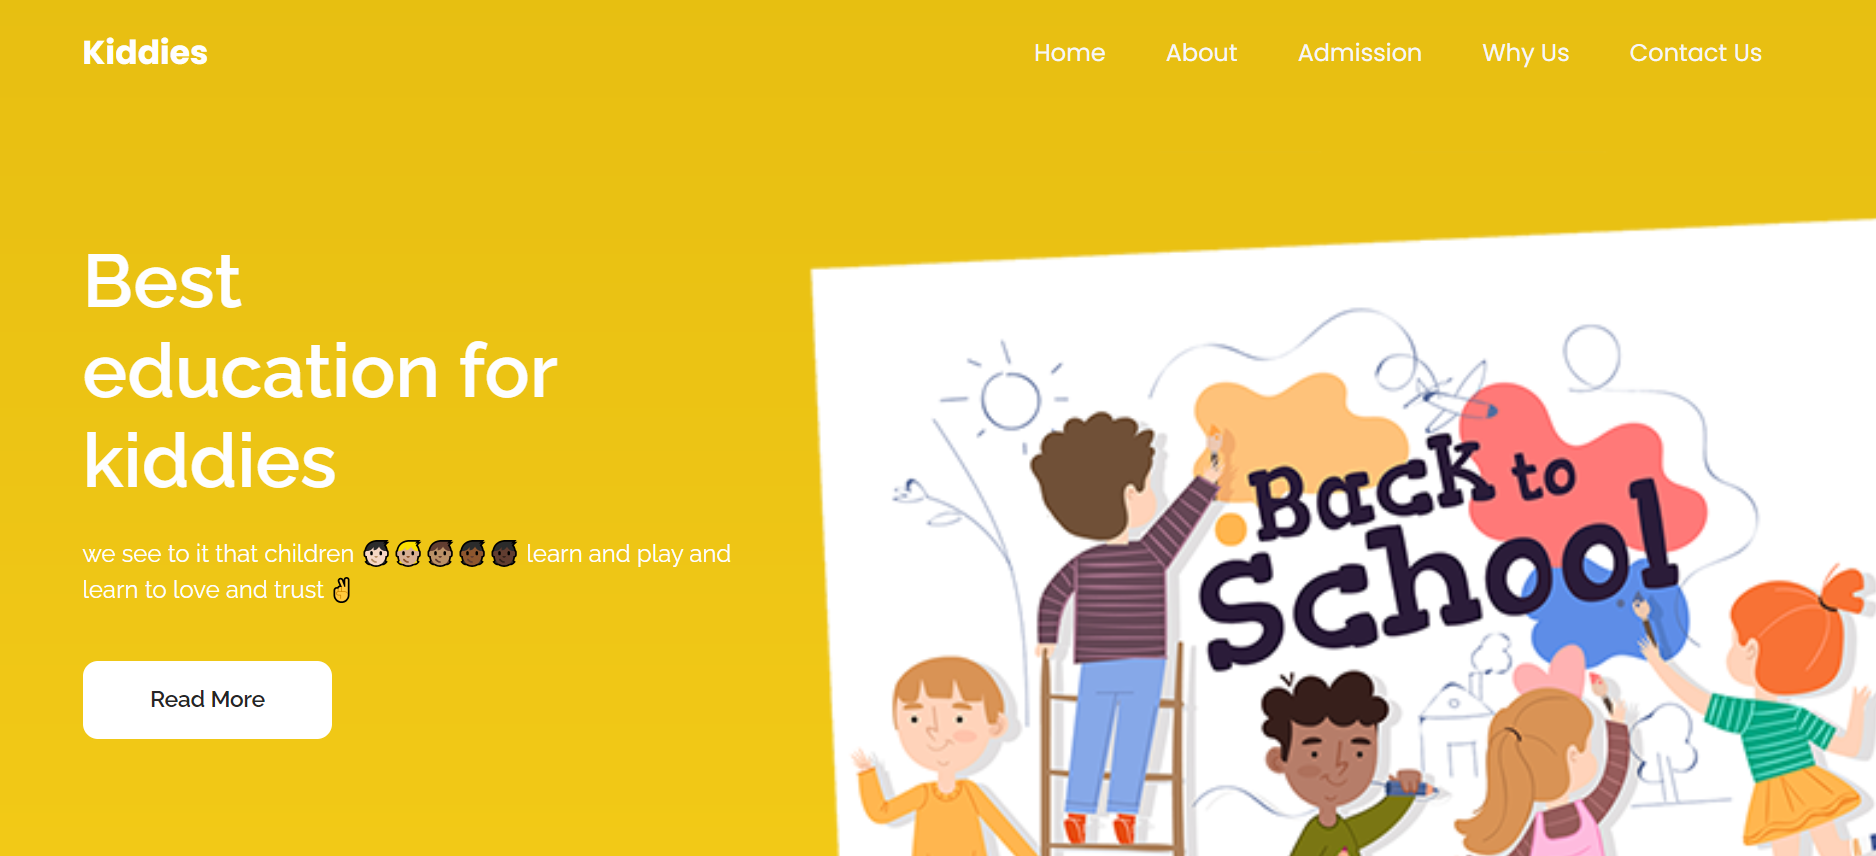 Kiddies
Home About Admission Why Us Contact Us
Best
education for
kiddies
we see to it that children 👦🏻👦🏼👦🏽👦🏾👦🏿 learn and play and
learn to love and trust ✌
Read More
Back to
School